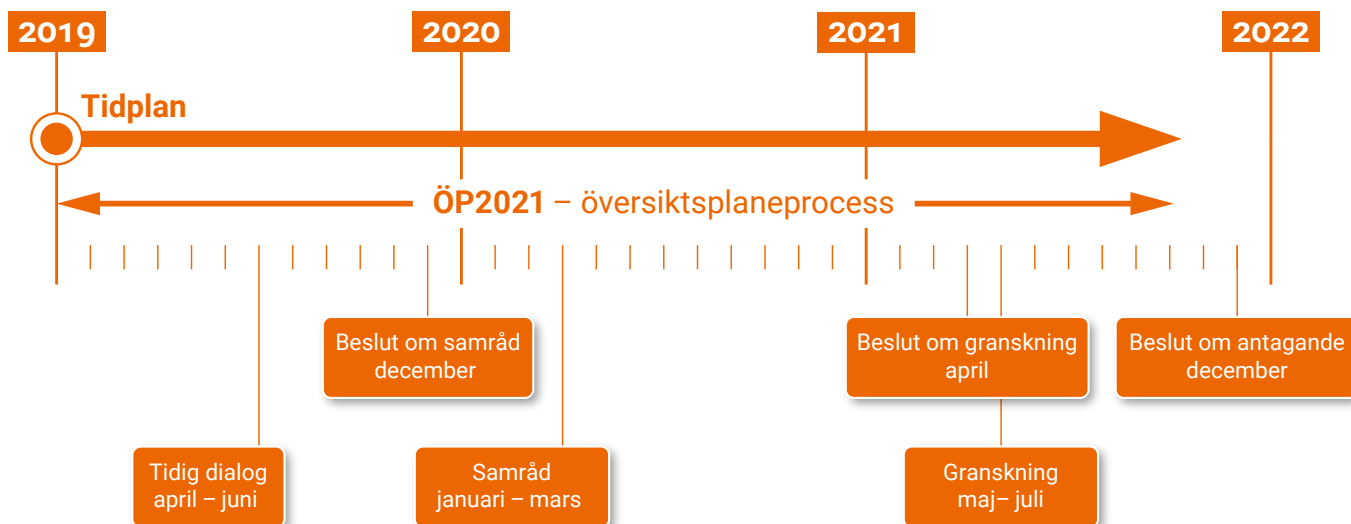 2019
2020
2021
2022
Tidplan
ÖP2021 – översiktsplaneprocess
Beslut om samråd
december
Beslut om granskning
april
Beslut om antagande
december
Tidig dialog
april – juni
Samråd
januari – mars
Granskning
maj– juli